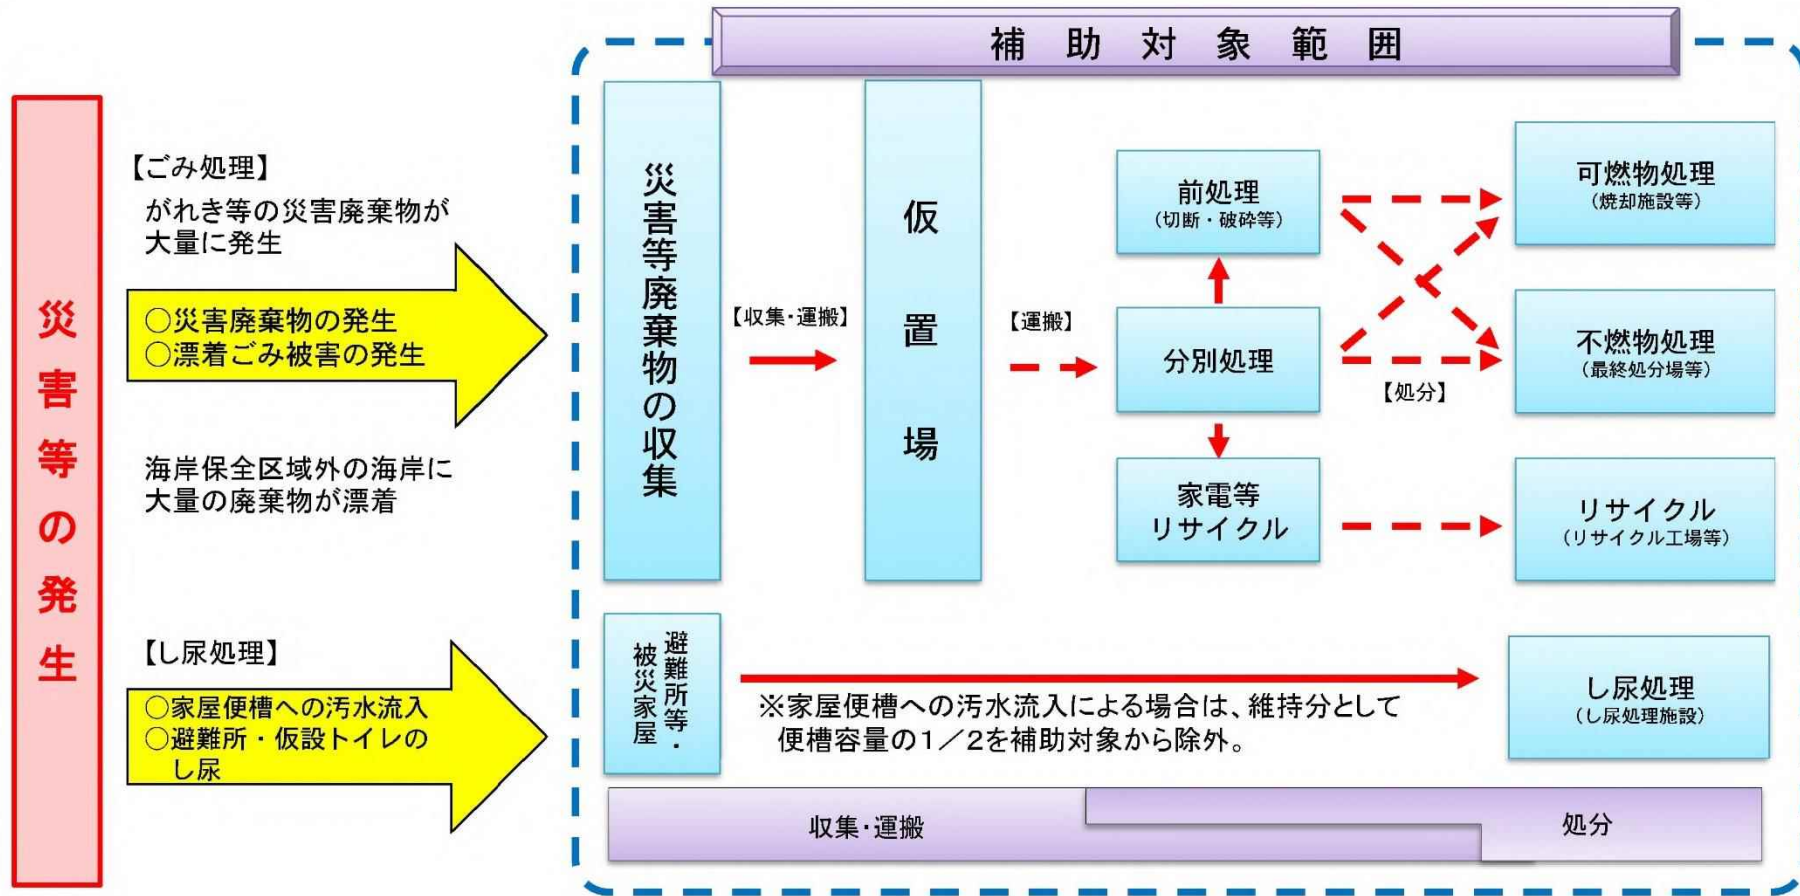 補助対象範囲
災害等の発生
【ごみ処理】
がれき等の災害廃棄物が
大量に発生
○災害廃棄物の発生
○漂着ごみ被害の発生
海岸保全区域外の海岸に
大量の廃棄物が漂着
【し尿処理】
○家屋便槽への汚水流入
○避難所・仮設トイレの
し尿
災害等廃棄物の収集
【収集・運搬】
仮置場
【運搬】
前処理
（切断・破砕等）
分別処理
家電等
リサイクル
【処分】
可燃物処理
（焼却施設等）
不燃物処理
（最終処分場等）
リサイクル
（リサイクル工場等）
避難所等・
被災家屋
※家屋便槽への汚水流入による場合は、維持分として
便槽容量の1／2を補助対象から除外。
し尿処理
（し尿処理施設）
収集・運搬
処分